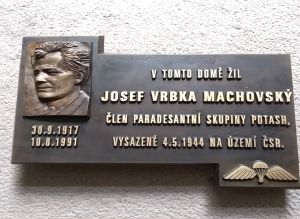 V TOMTO DOMĚ ŽIL
JOSEF VRBKA MACHOVSKÝ
ČLEN PARADESANTNÍ SKUPINY POTASH,
VYSAZENÉ 4.5.1944 NA ÚZEMÍ ČSR.
30.9.1917
10.8.1991